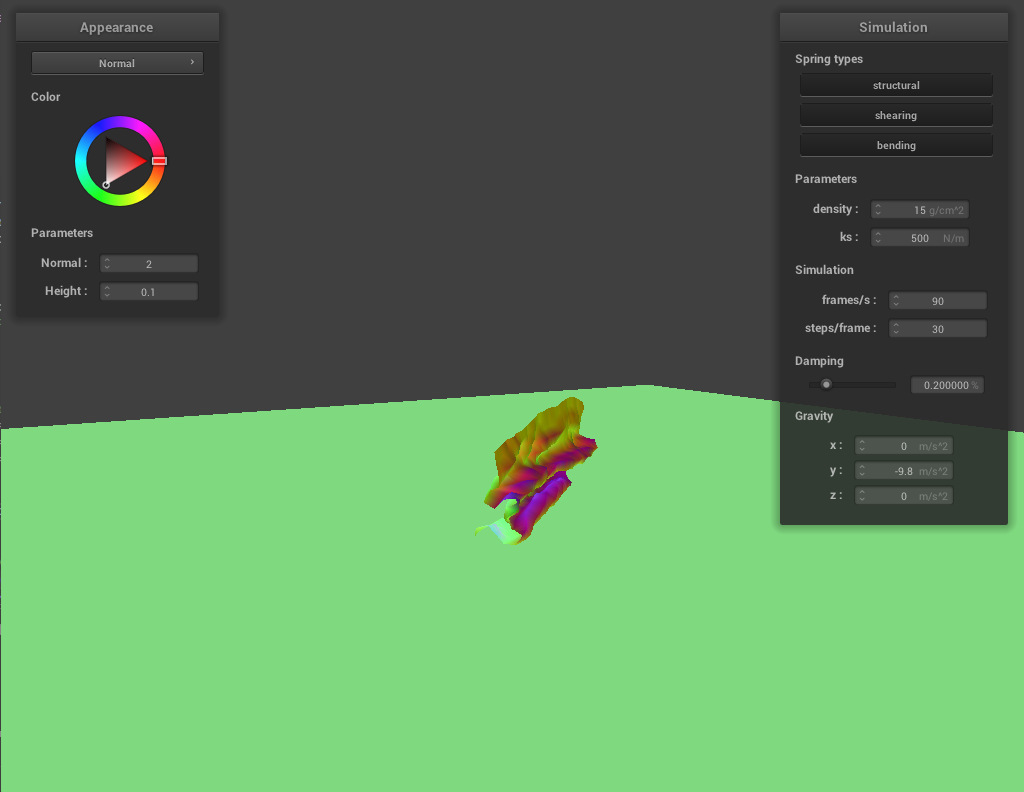 Appearance
Normal
Color
Parameters
Normal : 2
Height : 0.1
Simulation
Spring types
structural
shearing
bending
Parameters
density : 15 g/cm^2
ks : 500 N/m
Simulation
frames/s : 90
steps/frame : 30
Damping
0.200000 %
Gravity
x : 0 m/s^2
y : -9.8 m/s^2
z : 0 m/s^2